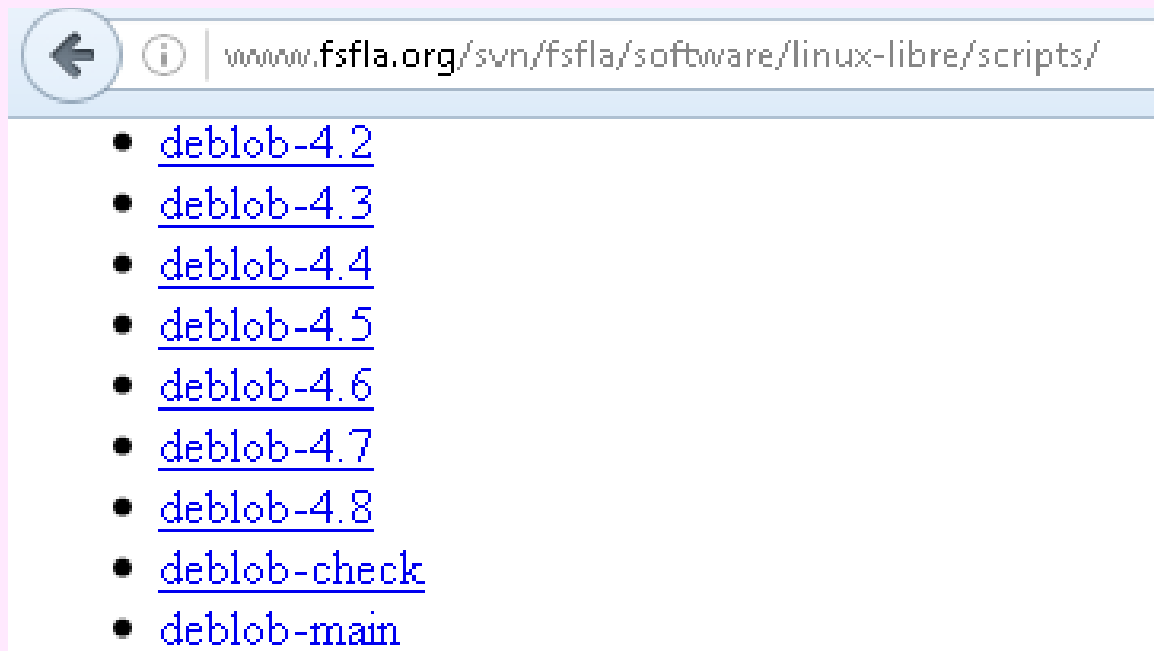 www.fsfla.org/svn/fsfla/software/linux-libre/scripts/
deblob-4.2
deblob-4.3
deblob-4.4
deblob-4.5
deblob-4.6
deblob-4.7
deblob-4.8
deblob-check
deblob-main